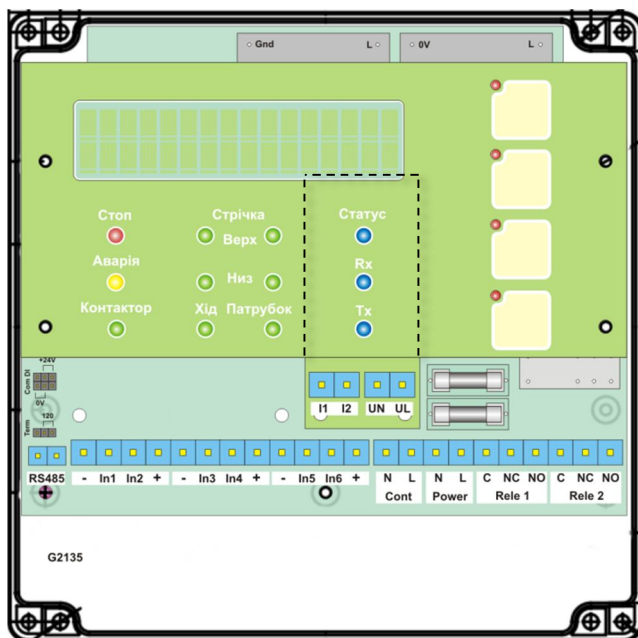 Gnd L 0V L
Стоп Стрічка Статус
Верх
Аварія Низ Rx
Контактор Хід Патрубок Tx
+24V
Com DI
0V
120
Term
I1 I2 UN UL
RS485 - In1 In2 + - In3 In4 + - In5 In6 + N L N L C NC NO C NC NO
Cont Power Rele 1 Rele 2
G2135